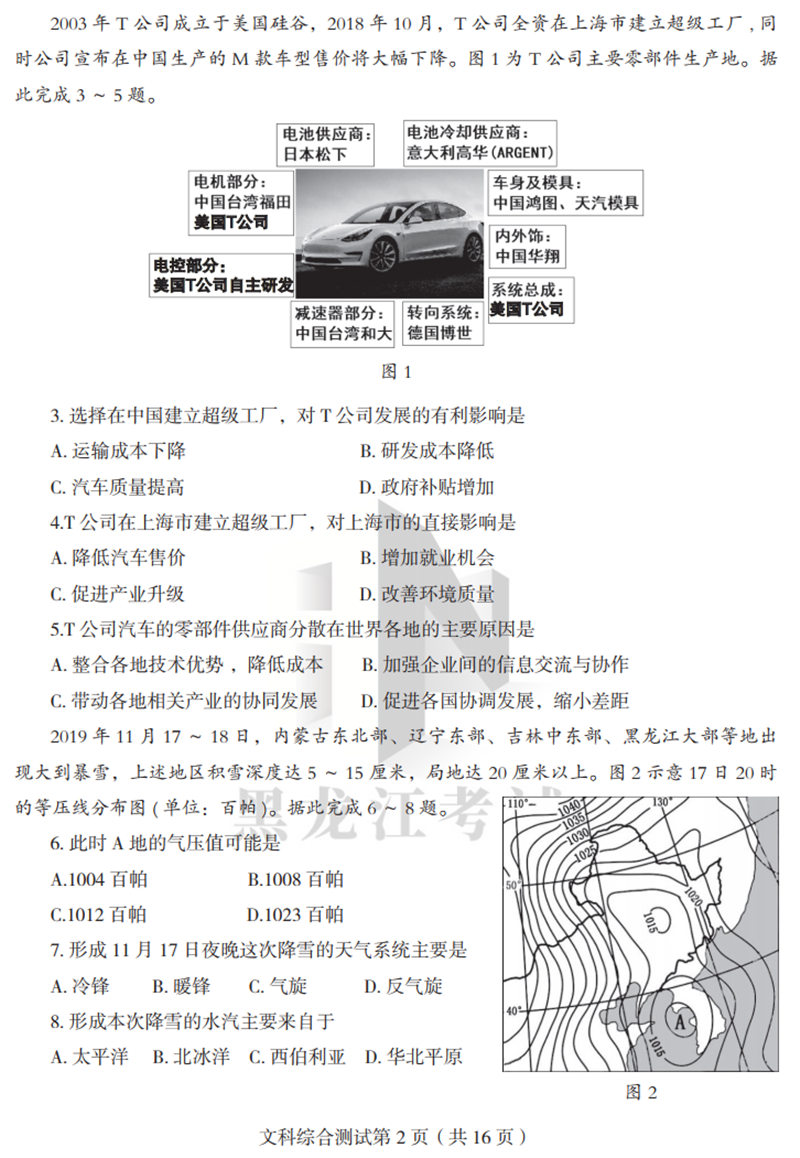 2003 年 T 公司成立于美国硅谷，2018 年 10 月，T 公司全资在上海市建立超级工厂 , 同
时公司宣布在中国生产的 M 款车型售价将大幅下降。图 1 为 T 公司主要零部件生产地。据
此完成 3 ～ 5 题。
电池供应商：
日本松下
电池冷却供应商：
意大利高华(ARGENT)
电机部分：
中国台湾福田
美国T公司
车身及模具：
中国鸿图、天汽模具
内外饰：
中国华翔
电控部分：
美国T公司自主研发
系统总成：
美国T公司
减速器部分：
中国台湾和大
转向系统：
德国博世
图 1
3. 选择在中国建立超级工厂，对 T 公司发展的有利影响是
A. 运输成本下降 B. 研发成本降低
C. 汽车质量提高 D. 政府补贴增加
4.T 公司在上海市建立超级工厂，对上海市的直接影响是
A. 降低汽车售价 B. 增加就业机会
C. 促进产业升级 D. 改善环境质量
5.T 公司汽车的零部件供应商分散在世界各地的主要原因是
A. 整合各地技术优势 ，降低成本 B. 加强企业间的信息交流与协作
C. 带动各地相关产业的协同发展 D. 促进各国协调发展，缩小差距
2019 年 11 月 17 ～ 18 日，内蒙古东北部、辽宁东部、吉林中东部、黑龙江大部等地出
现大到暴雪，上述地区积雪深度达 5 ～ 15 厘米，局地达 20 厘米以上。图 2 示意 17 日 20 时
的等压线分布图 ( 单位：百帕 )。据此完成 6 ～ 8 题。
黑龙江考试
6. 此时 A 地的气压值可能是
A.1004 百帕 B.1008 百帕
C.1012 百帕 D.1023 百帕
7. 形成 11 月 17 日夜晚这次降雪的天气系统主要是
A. 冷锋 B. 暖锋 C. 气旋 D. 反气旋
8. 形成本次降雪的水汽主要来自于
A. 太平洋 B. 北冰洋 C. 西伯利亚 D. 华北平原
110°
130°
1040
1035
1030
1025
50°
1020
1015
40°
A
1015
图 2
文科综合测试第 2 页（共 16 页）